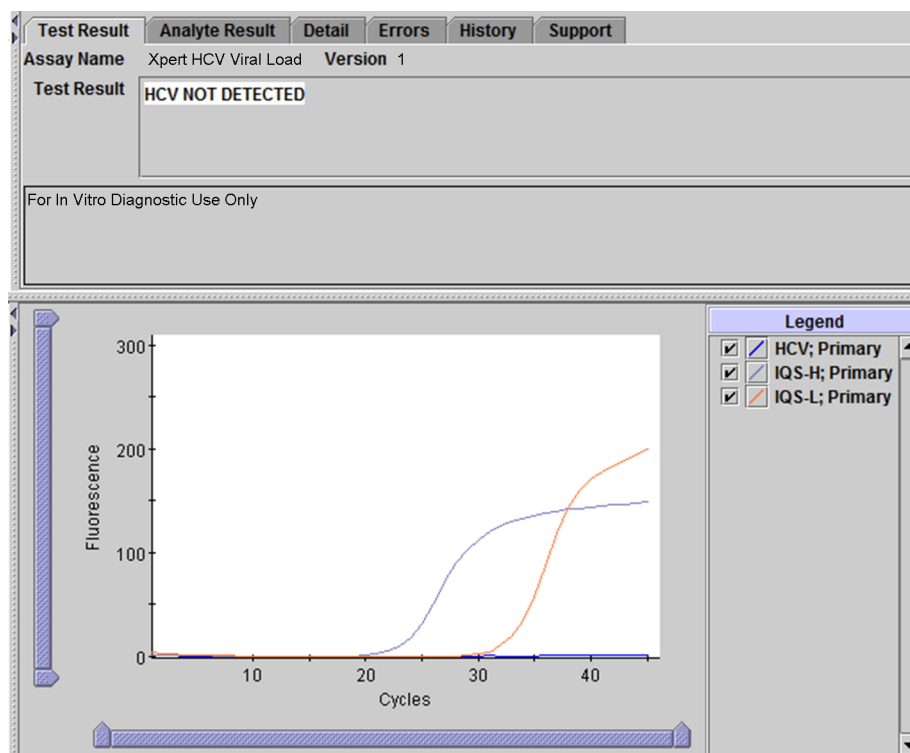 Test Result Analyte Result Detail Errors History Support
Assay Name Xpert HCV Viral Load Version 1
Test Result HCV NOT DETECTED
For In Vitro Diagnostic Use Only
Legend
HCV; Primary
IQS-H; Primary
IQS-L; Primary
300
200
100
0
Fluorescence
10 20 30 40
Cycles